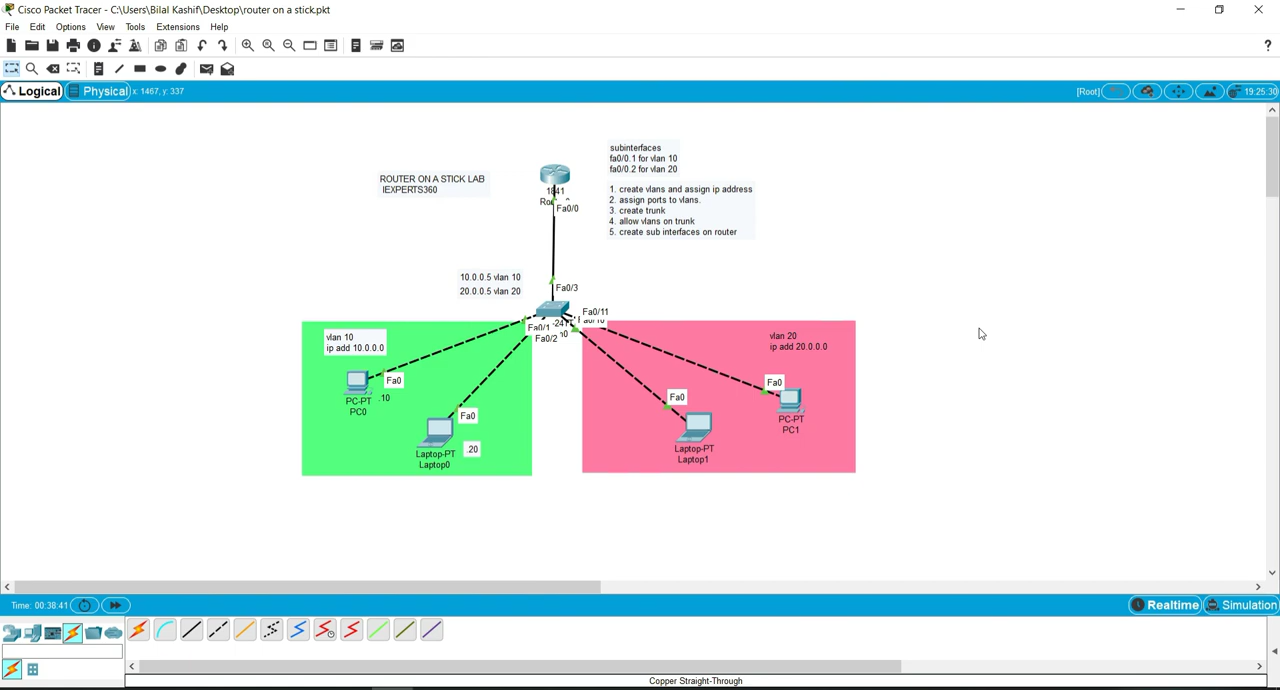 Cisco Packet Tracer - C:\Users\Bilal Kashif\Desktop\router on a stick.pkt
File Edit Options View Tools Extensions Help
?
Logical Physical x: 1467, y: 337 [Root] 19:25:30
ROUTER ON A STICK LAB
IEXPERTS360
subinterfaces
fa0/0.1 for vlan 10
fa0/0.2 for vlan 20
1. create vlans and assign ip address
2. assign ports to vlans.
3. create trunk
4. allow vlans on trunk
5. create sub interfaces on router
1841
Fa0/0
10.0.0.5 vlan 10
20.0.0.5 vlan 20
Fa0/3
Fa0/11
Fa0/1
Fa0/2
vlan 10
ip add 10.0.0.0
Fa0
.10
PC-PT
PC0
Fa0
.20
Laptop-PT
Laptop0
vlan 20
ip add 20.0.0.0
Fa0
PC-PT
PC1
Fa0
Laptop-PT
Laptop1
Time: 00:38:41 Realtime Simulation
Copper Straight-Through